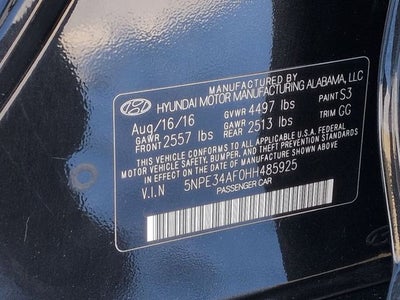 MANUFACTURED BY
HYUNDAI MOTOR MANUFACTURING ALABAMA, LLC
Aug/16/16 GVWR 4497 lbs PAINT S3
GAWR FRONT 2557 lbs GAWR REAR 2513 lbs TRIM GG
THIS VEHICLE CONFORMS TO ALL APPLICABLE U.S.A. FEDERAL
MOTOR VEHICLE SAFETY, BUMPER, AND THEFT PREVENTION STANDARDS
IN EFFECT ON THE DATE OF MANUFACTURE SHOWN ABOVE.
V.I.N 5NPE34AF0HH485925
PASSENGER CAR